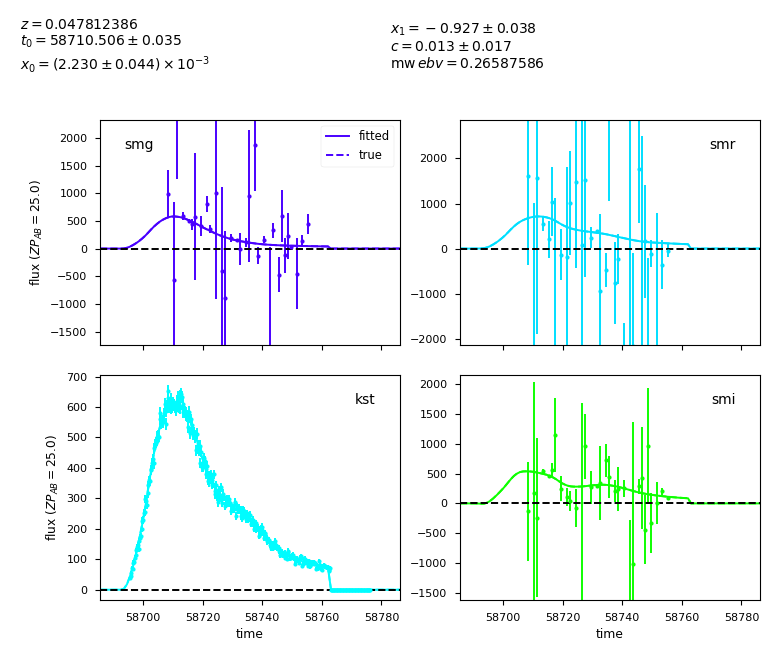 z = 0.047812386
t0 = 58710.506 ± 0.035
x0 = (2.230 ± 0.044) × 10^−3
x1 = −0.927 ± 0.038
c = 0.013 ± 0.017
mw ebv = 0.26587586
smg
fitted
true
2000
1500
1000
500
0
−500
−1000
−1500
flux (ZP_AB = 25.0)
smr
2000
1000
0
−1000
−2000
kst
700
600
500
400
300
200
100
0
flux (ZP_AB = 25.0)
58700 58720 58740 58760 58780
time
smi
2000
1500
1000
500
0
−500
−1000
−1500
58700 58720 58740 58760 58780
time